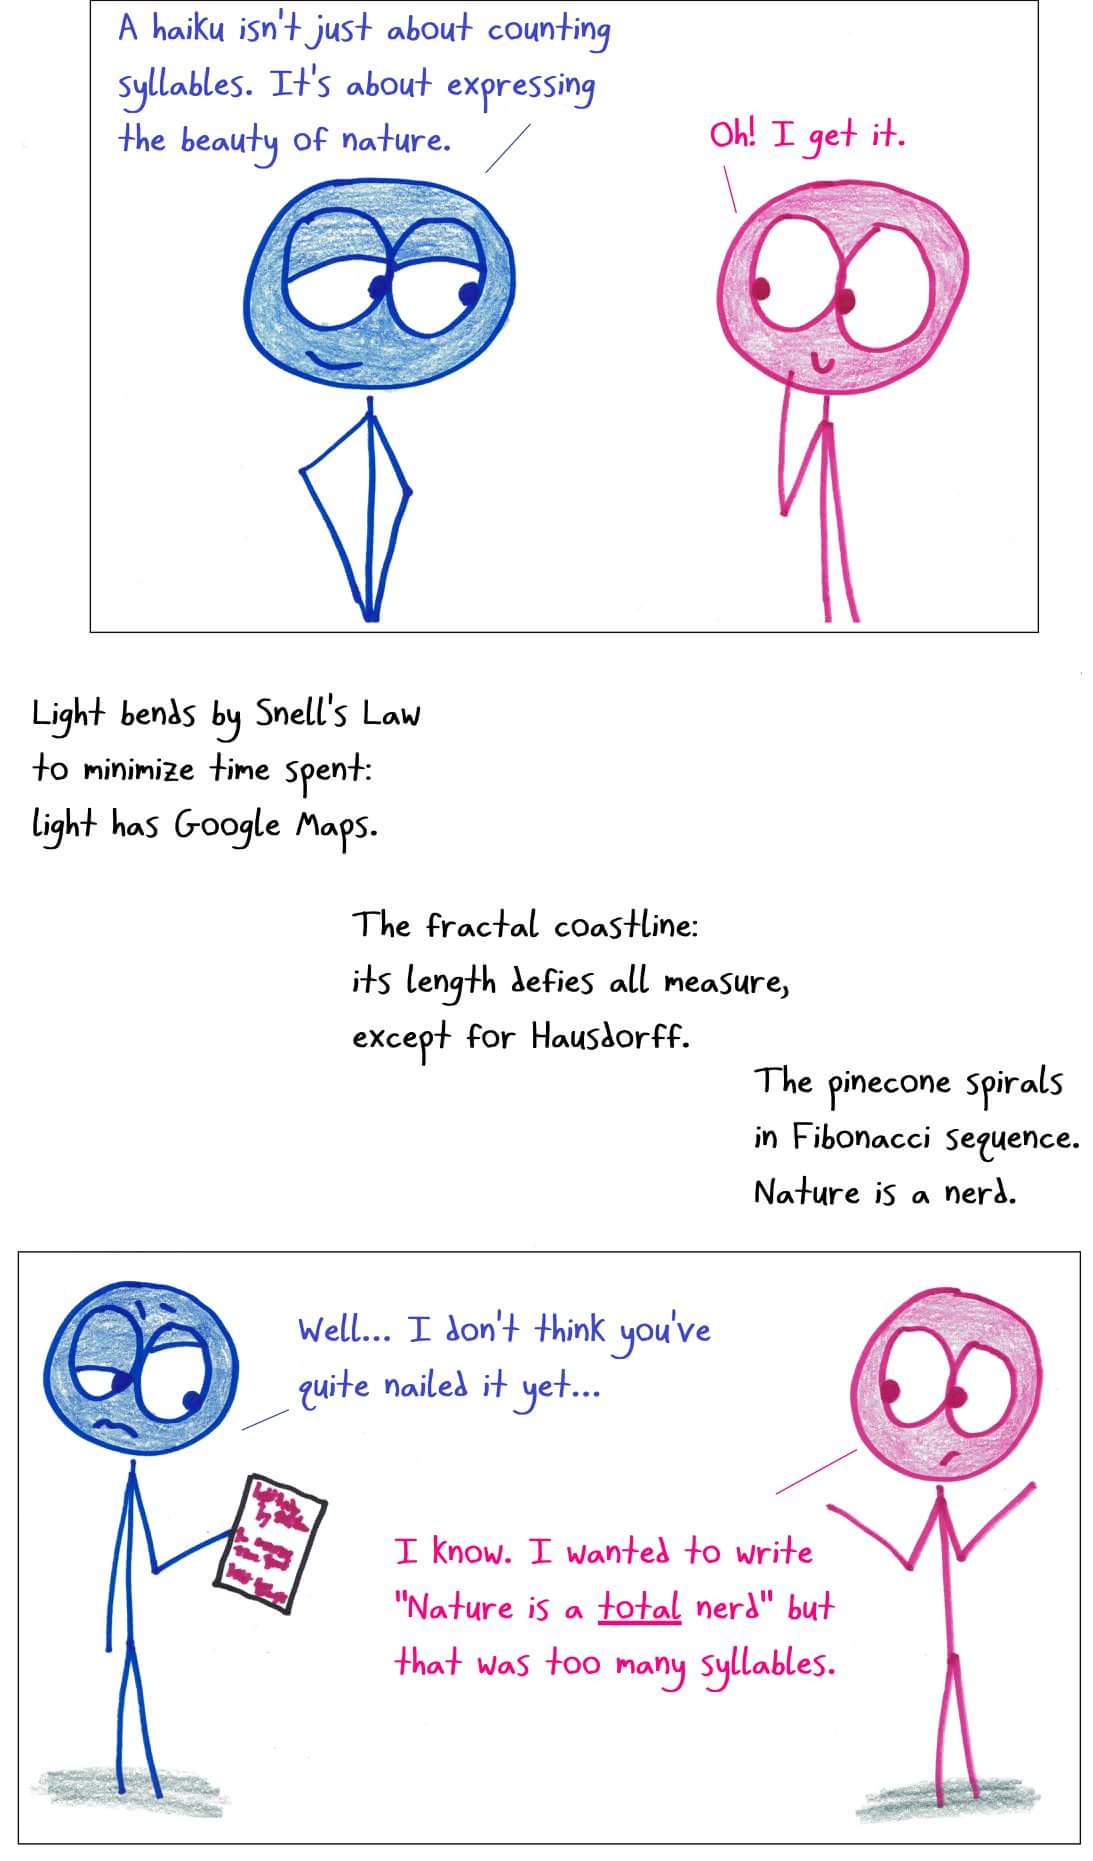 A haiku isn't just about counting
syllables. It's about expressing
the beauty of nature.
Oh! I get it.
Light bends by Snell's Law
to minimize time spent:
light has Google Maps.
The fractal coastline:
its length defies all measure,
except for Hausdorff.
The pinecone spirals
in Fibonacci sequence.
Nature is a nerd.
Well... I don't think you've
quite nailed it yet...
I know. I wanted to write
"Nature is a total nerd" but
that was too many syllables.